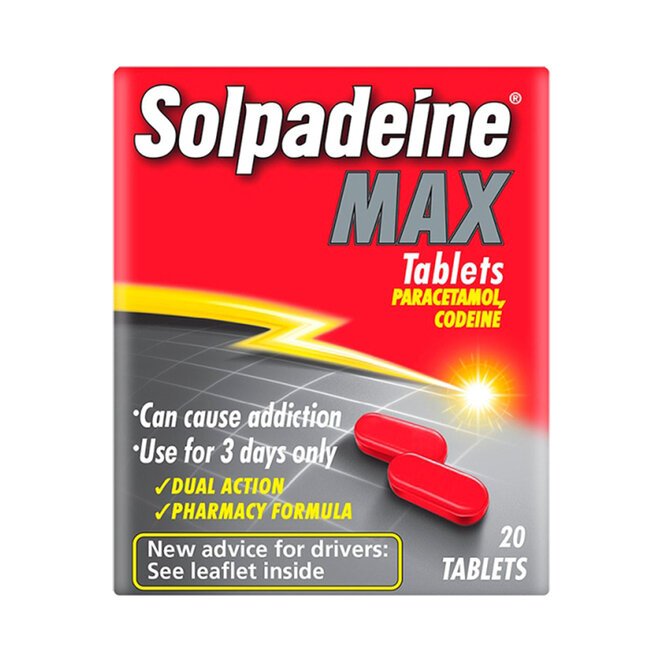 Solpadeine®
MAX
Tablets
PARACETAMOL,
CODEINE
•Can cause addiction
•Use for 3 days only
✓DUAL ACTION
✓PHARMACY FORMULA
New advice for drivers:
See leaflet inside
20
TABLETS